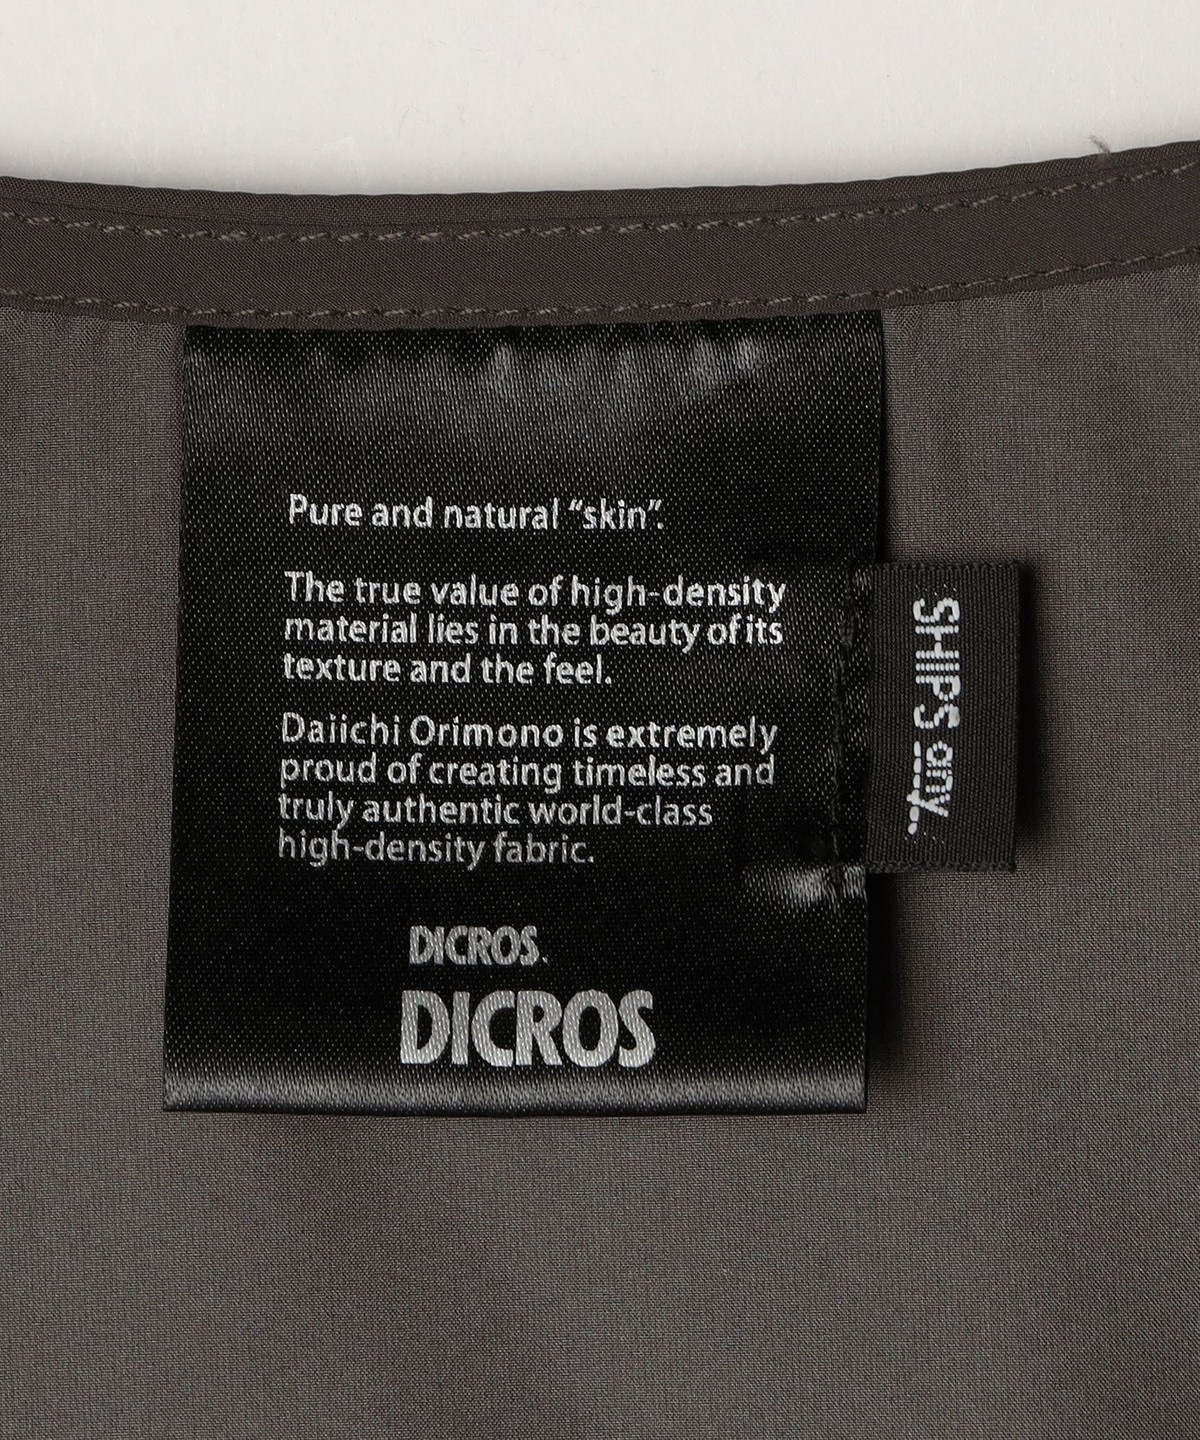 Pure and natural “skin”.
The true value of high-density
material lies in the beauty of its
texture and the feel.
Daiichi Orimono is extremely
proud of creating timeless and
truly authentic world-class
high-density fabric.
DICROS.
DICROS
SHIPS any